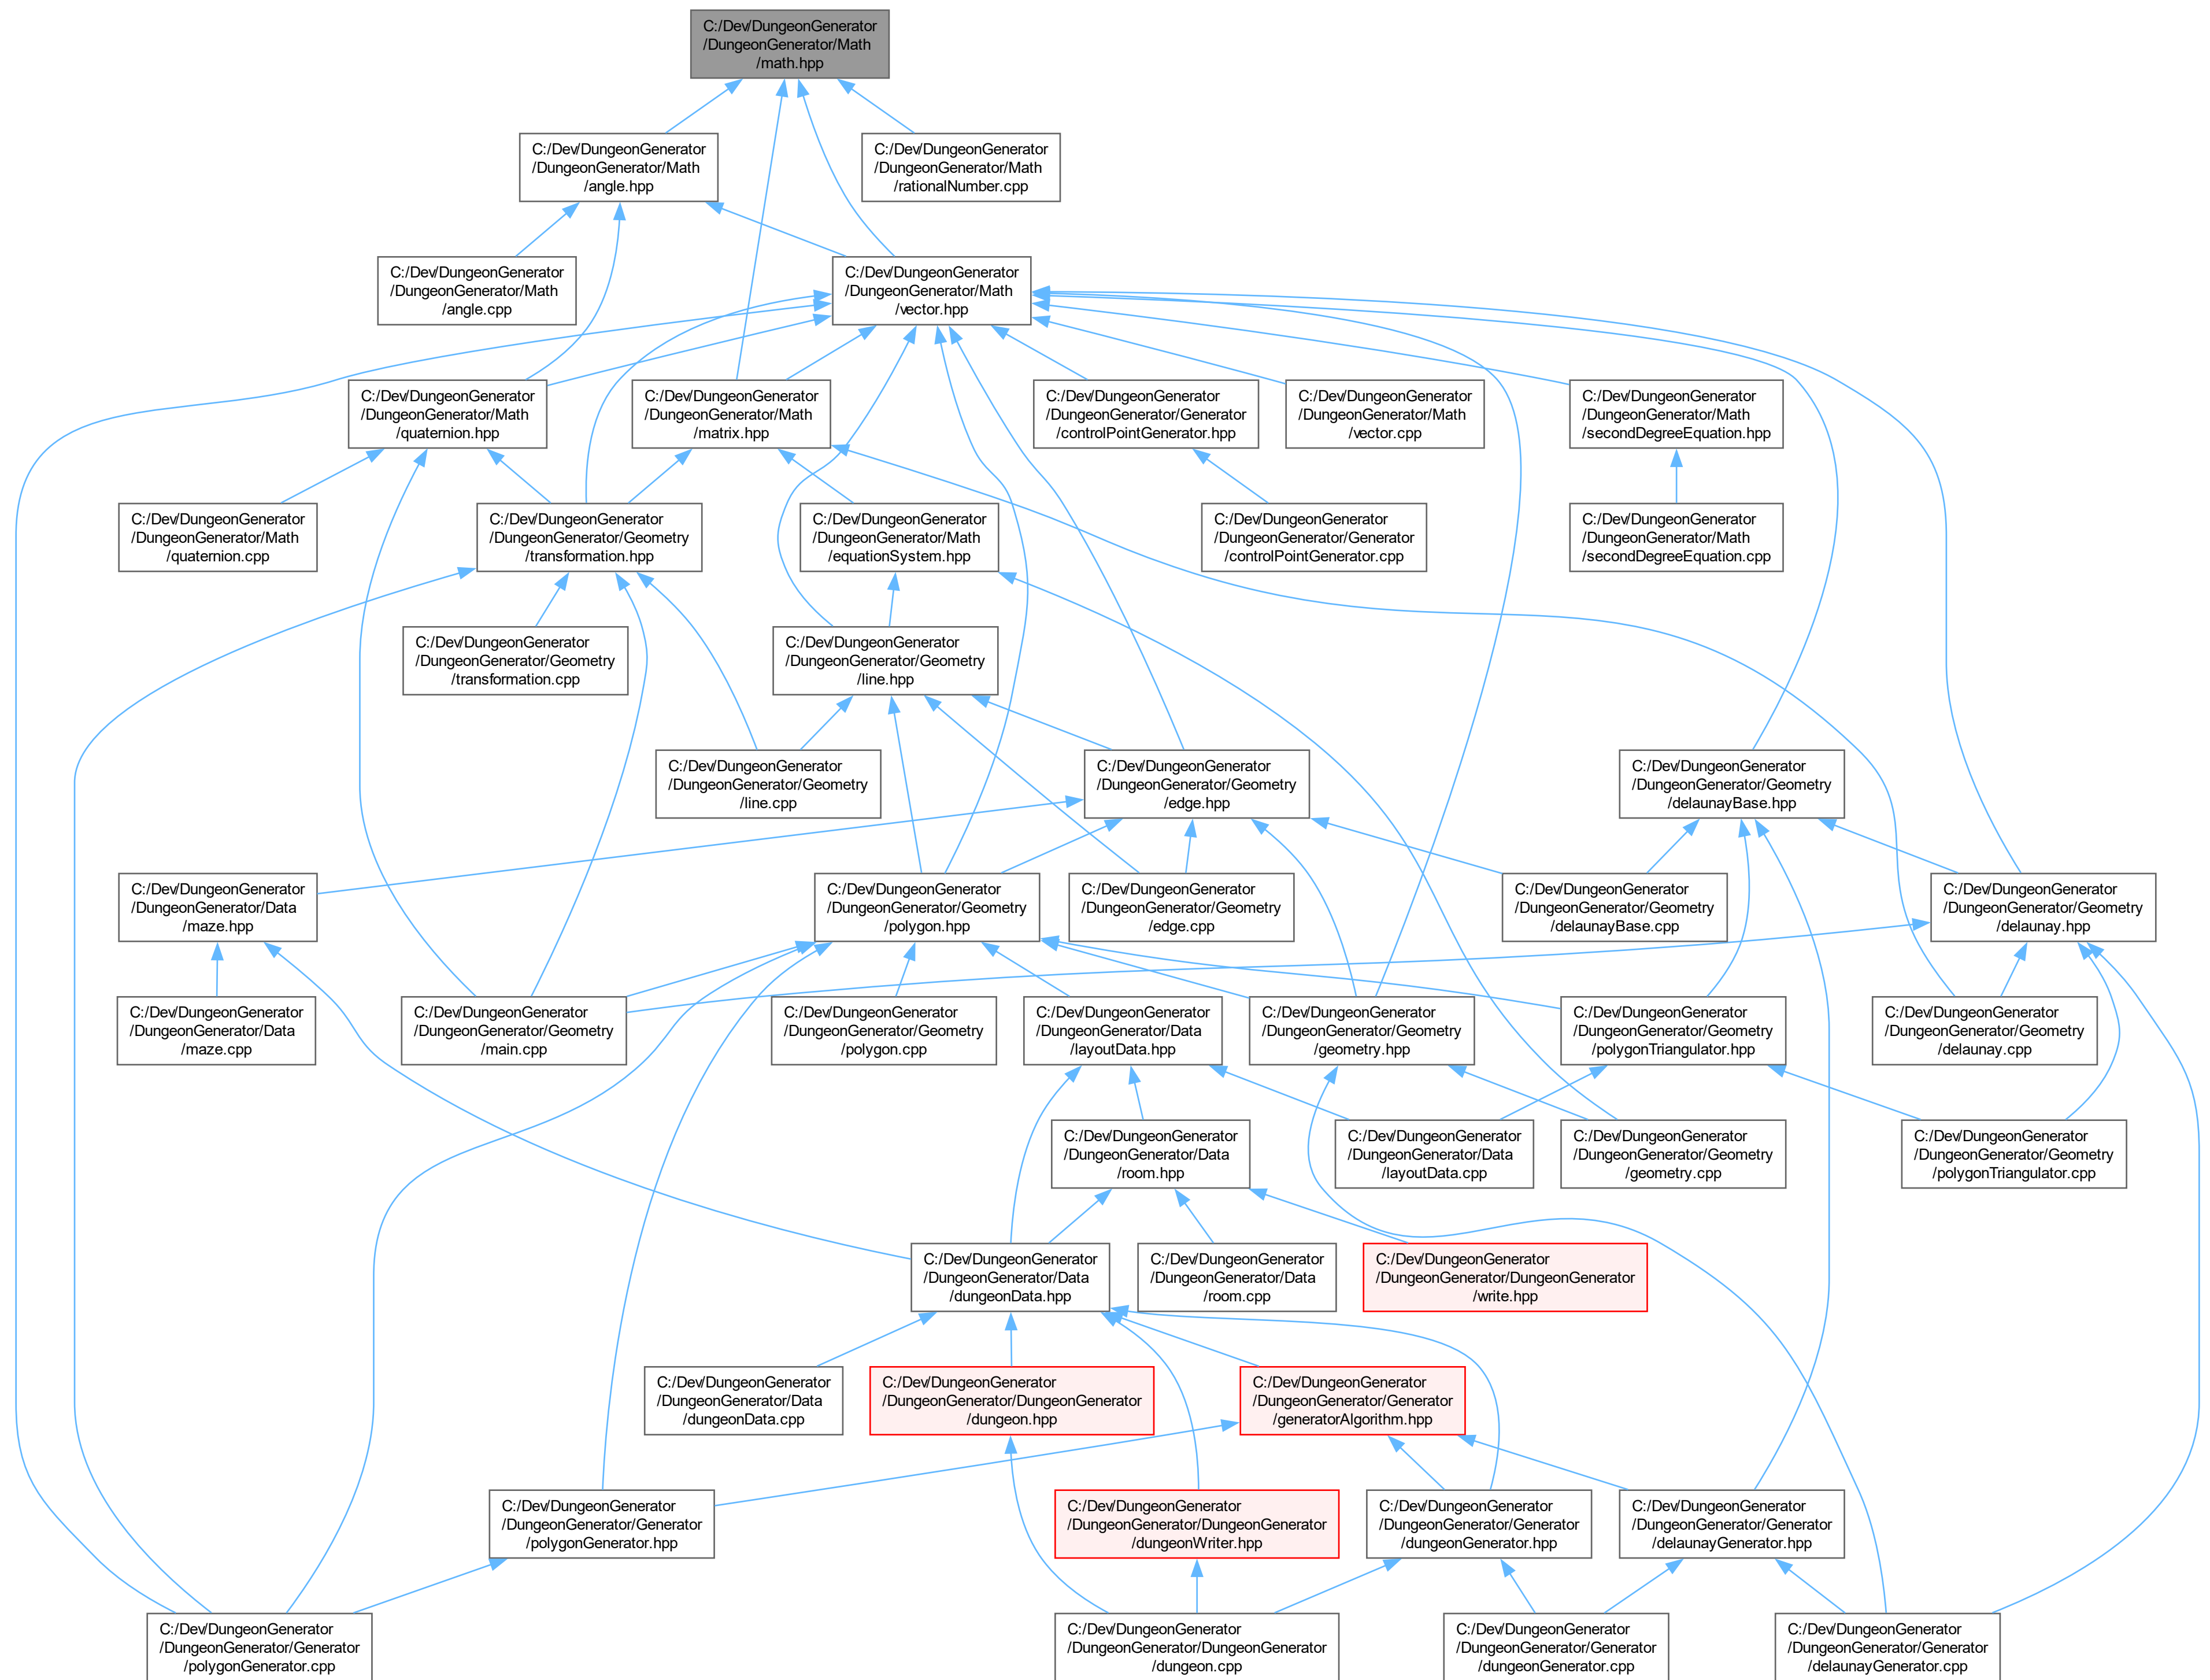 C:/Dev/DungeonGenerator
/DungeonGenerator/Math
/math.hpp
C:/Dev/DungeonGenerator
/DungeonGenerator/Math
/angle.hpp
C:/Dev/DungeonGenerator
/DungeonGenerator/Math
/rationalNumber.cpp
C:/Dev/DungeonGenerator
/DungeonGenerator/Math
/angle.cpp
C:/Dev/DungeonGenerator
/DungeonGenerator/Math
/vector.hpp
C:/Dev/DungeonGenerator
/DungeonGenerator/Math
/quaternion.hpp
C:/Dev/DungeonGenerator
/DungeonGenerator/Math
/matrix.hpp
C:/Dev/DungeonGenerator
/DungeonGenerator/Generator
/controlPointGenerator.hpp
C:/Dev/DungeonGenerator
/DungeonGenerator/Math
/vector.cpp
C:/Dev/DungeonGenerator
/DungeonGenerator/Math
/secondDegreeEquation.hpp
C:/Dev/DungeonGenerator
/DungeonGenerator/Math
/quaternion.cpp
C:/Dev/DungeonGenerator
/DungeonGenerator/Geometry
/transformation.hpp
C:/Dev/DungeonGenerator
/DungeonGenerator/Math
/equationSystem.hpp
C:/Dev/DungeonGenerator
/DungeonGenerator/Generator
/controlPointGenerator.cpp
C:/Dev/DungeonGenerator
/DungeonGenerator/Math
/secondDegreeEquation.cpp
C:/Dev/DungeonGenerator
/DungeonGenerator/Geometry
/transformation.cpp
C:/Dev/DungeonGenerator
/DungeonGenerator/Geometry
/line.hpp
C:/Dev/DungeonGenerator
/DungeonGenerator/Geometry
/line.cpp
C:/Dev/DungeonGenerator
/DungeonGenerator/Geometry
/edge.hpp
C:/Dev/DungeonGenerator
/DungeonGenerator/Geometry
/delaunayBase.hpp
C:/Dev/DungeonGenerator
/DungeonGenerator/Data
/maze.hpp
C:/Dev/DungeonGenerator
/DungeonGenerator/Geometry
/polygon.hpp
C:/Dev/DungeonGenerator
/DungeonGenerator/Geometry
/edge.cpp
C:/Dev/DungeonGenerator
/DungeonGenerator/Geometry
/delaunayBase.cpp
C:/Dev/DungeonGenerator
/DungeonGenerator/Geometry
/delaunay.hpp
C:/Dev/DungeonGenerator
/DungeonGenerator/Data
/maze.cpp
C:/Dev/DungeonGenerator
/DungeonGenerator/Geometry
/main.cpp
C:/Dev/DungeonGenerator
/DungeonGenerator/Geometry
/polygon.cpp
C:/Dev/DungeonGenerator
/DungeonGenerator/Data
/layoutData.hpp
C:/Dev/DungeonGenerator
/DungeonGenerator/Geometry
/geometry.hpp
C:/Dev/DungeonGenerator
/DungeonGenerator/Geometry
/polygonTriangulator.hpp
C:/Dev/DungeonGenerator
/DungeonGenerator/Geometry
/delaunay.cpp
C:/Dev/DungeonGenerator
/DungeonGenerator/Data
/room.hpp
C:/Dev/DungeonGenerator
/DungeonGenerator/Data
/layoutData.cpp
C:/Dev/DungeonGenerator
/DungeonGenerator/Geometry
/geometry.cpp
C:/Dev/DungeonGenerator
/DungeonGenerator/Geometry
/polygonTriangulator.cpp
C:/Dev/DungeonGenerator
/DungeonGenerator/Data
/dungeonData.hpp
C:/Dev/DungeonGenerator
/DungeonGenerator/Data
/room.cpp
C:/Dev/DungeonGenerator
/DungeonGenerator/DungeonGenerator
/write.hpp
C:/Dev/DungeonGenerator
/DungeonGenerator/Data
/dungeonData.cpp
C:/Dev/DungeonGenerator
/DungeonGenerator/DungeonGenerator
/dungeon.hpp
C:/Dev/DungeonGenerator
/DungeonGenerator/Generator
/generatorAlgorithm.hpp
C:/Dev/DungeonGenerator
/DungeonGenerator/Generator
/polygonGenerator.hpp
C:/Dev/DungeonGenerator
/DungeonGenerator/DungeonGenerator
/dungeonWriter.hpp
C:/Dev/DungeonGenerator
/DungeonGenerator/Generator
/dungeonGenerator.hpp
C:/Dev/DungeonGenerator
/DungeonGenerator/Generator
/delaunayGenerator.hpp
C:/Dev/DungeonGenerator
/DungeonGenerator/Generator
/polygonGenerator.cpp
C:/Dev/DungeonGenerator
/DungeonGenerator/DungeonGenerator
/dungeon.cpp
C:/Dev/DungeonGenerator
/DungeonGenerator/Generator
/dungeonGenerator.cpp
C:/Dev/DungeonGenerator
/DungeonGenerator/Generator
/delaunayGenerator.cpp